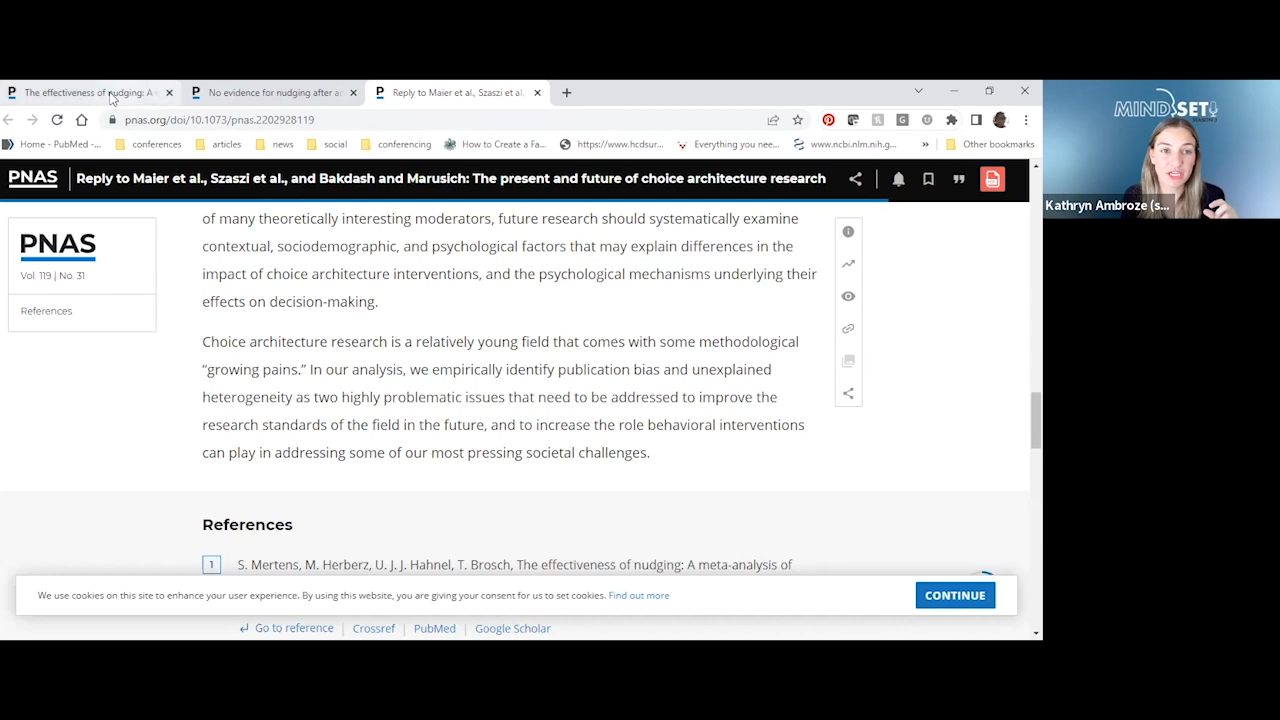 The effectiveness of nudging: A
No evidence for nudging after a
Reply to Maier et al., Szaszi et al.
pnas.org/doi/10.1073/pnas.2202928119
Home - PubMed -...
conferences
articles
news
social
conferencing
How to Create a Fa...
https://www.hcdsur...
Everything you nee...
www.ncbi.nlm.nih.g...
»
Other bookmarks
PNAS
Reply to Maier et al., Szaszi et al., and Bakdash and Marusich: The present and future of choice architecture research
PDF
PNAS
Vol. 119 | No. 31
References
of many theoretically interesting moderators, future research should systematically examine
contextual, sociodemographic, and psychological factors that may explain differences in the
impact of choice architecture interventions, and the psychological mechanisms underlying their
effects on decision-making.
Choice architecture research is a relatively young field that comes with some methodological
“growing pains.” In our analysis, we empirically identify publication bias and unexplained
heterogeneity as two highly problematic issues that need to be addressed to improve the
research standards of the field in the future, and to increase the role behavioral interventions
can play in addressing some of our most pressing societal challenges.
References
1
S. Mertens, M. Herberz, U. J. J. Hahnel, T. Brosch, The effectiveness of nudging: A meta-analysis of
We use cookies on this site to enhance your user experience. By using this website, you are giving your consent for us to set cookies. Find out more
CONTINUE
Go to reference | Crossref | PubMed | Google Scholar
MINDSET
Kathryn Ambroze (s...